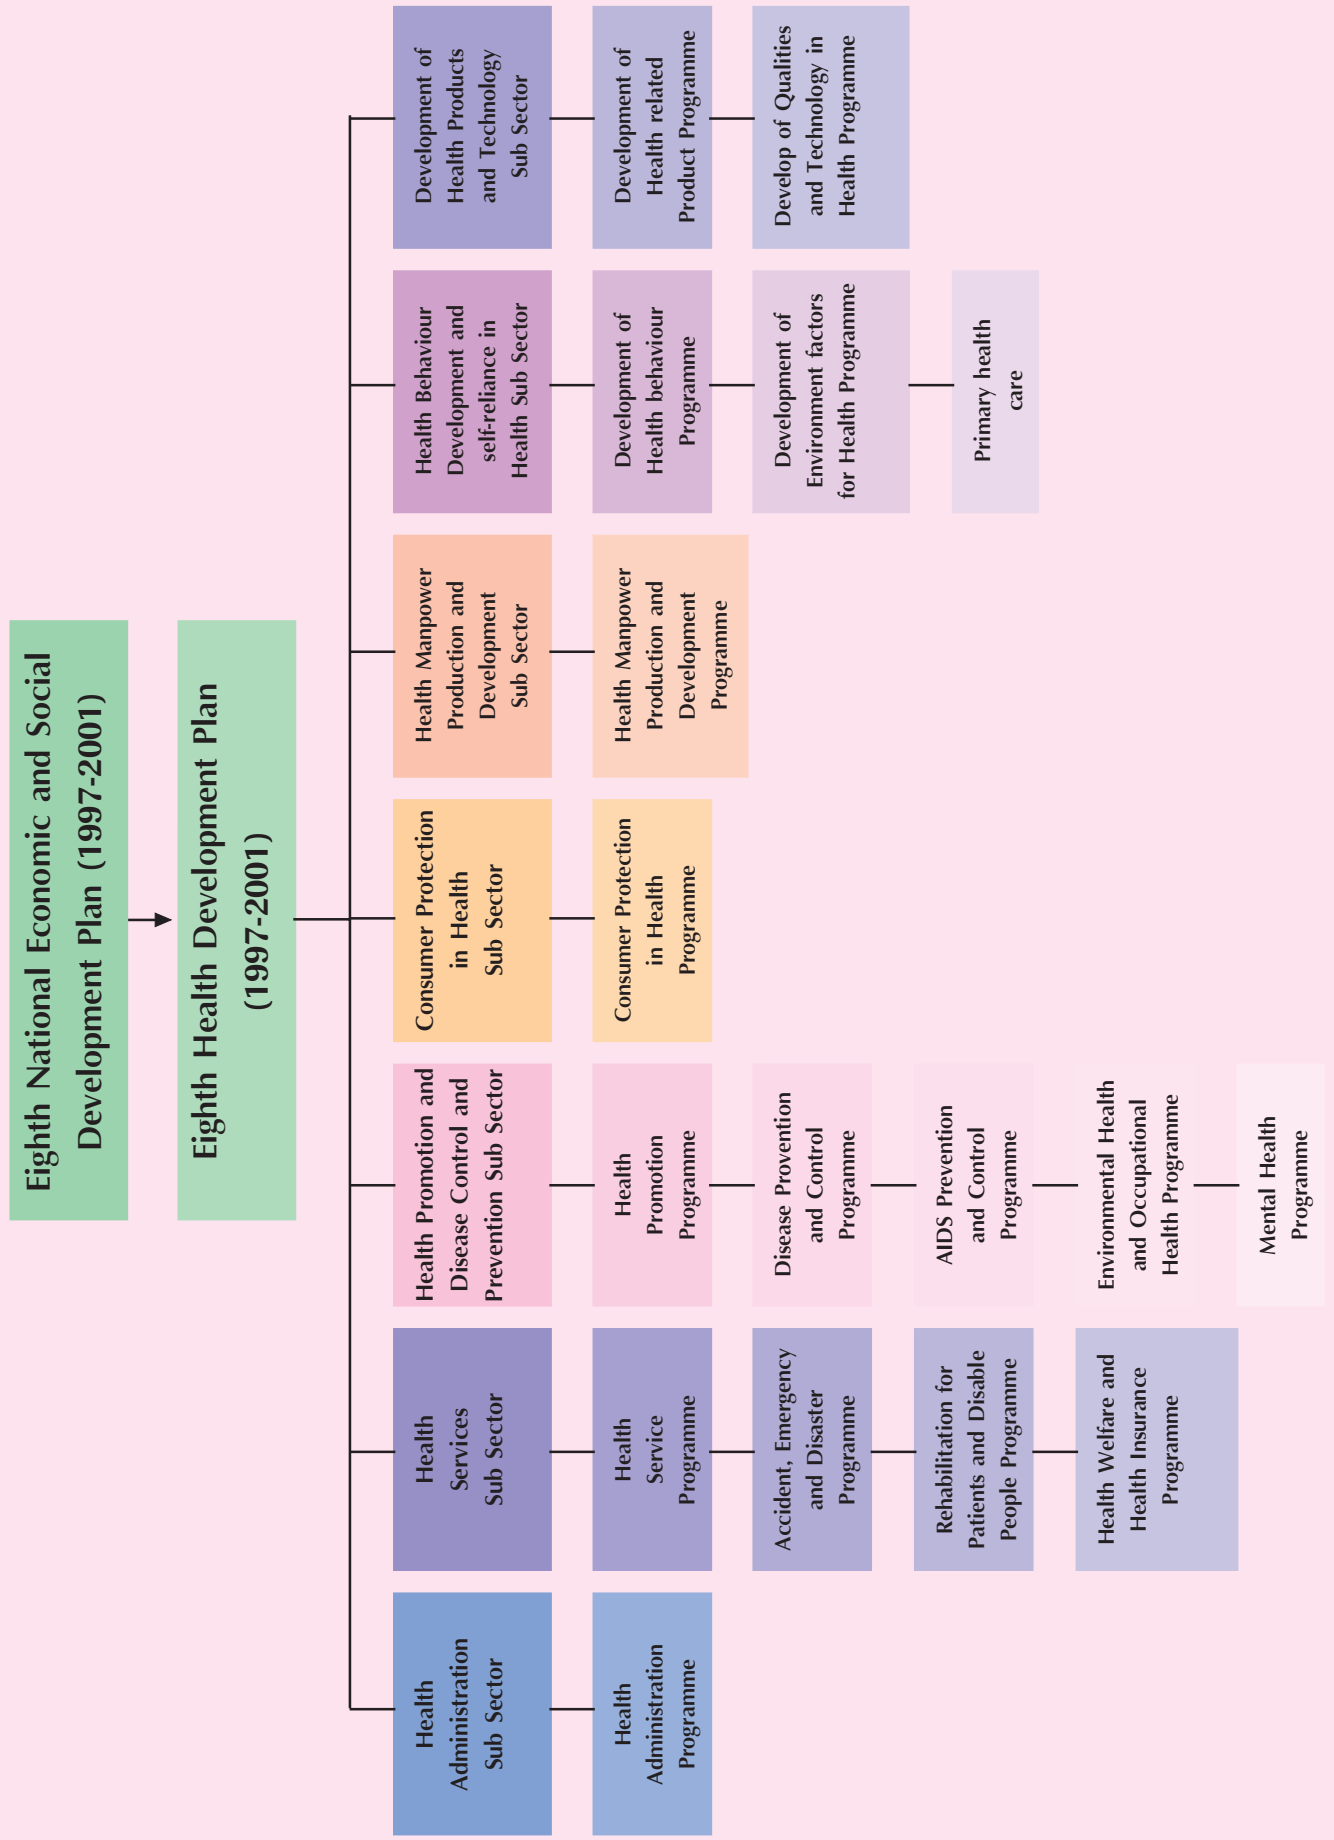 Eighth National Economic and Social
Development Plan (1997-2001)
Eighth Health Development Plan
(1997-2001)
Health
Administration
Sub Sector
Health
Administration
Programme
Health
Services
Sub Sector
Health
Service
Programme
Accident, Emergency
and Disaster
Programme
Rehabilitation for
Patients and Disable
People Programme
Health Welfare and
Health Insurance
Programme
Health Promotion and
Disease Control and
Prevention Sub Sector
Health
Promotion
Programme
Disease Provention
and Control
Programme
AIDS Prevention
and Control
Programme
Environmental Health
and Occupational
Health Programme
Mental Health
Programme
Consumer Protection
in Health
Sub Sector
Consumer Protection
in Health
Programme
Health Manpower
Production and
Development
Sub Sector
Health Manpower
Production and
Development
Programme
Health Behaviour
Development and
self-reliance in
Health Sub Sector
Development of
Health behaviour
Programme
Development of
Environment factors
for Health Programme
Primary health
care
Development of
Health Products
and Technology
Sub Sector
Development of
Health related
Product Programme
Develop of Qualities
and Technology in
Health Programme